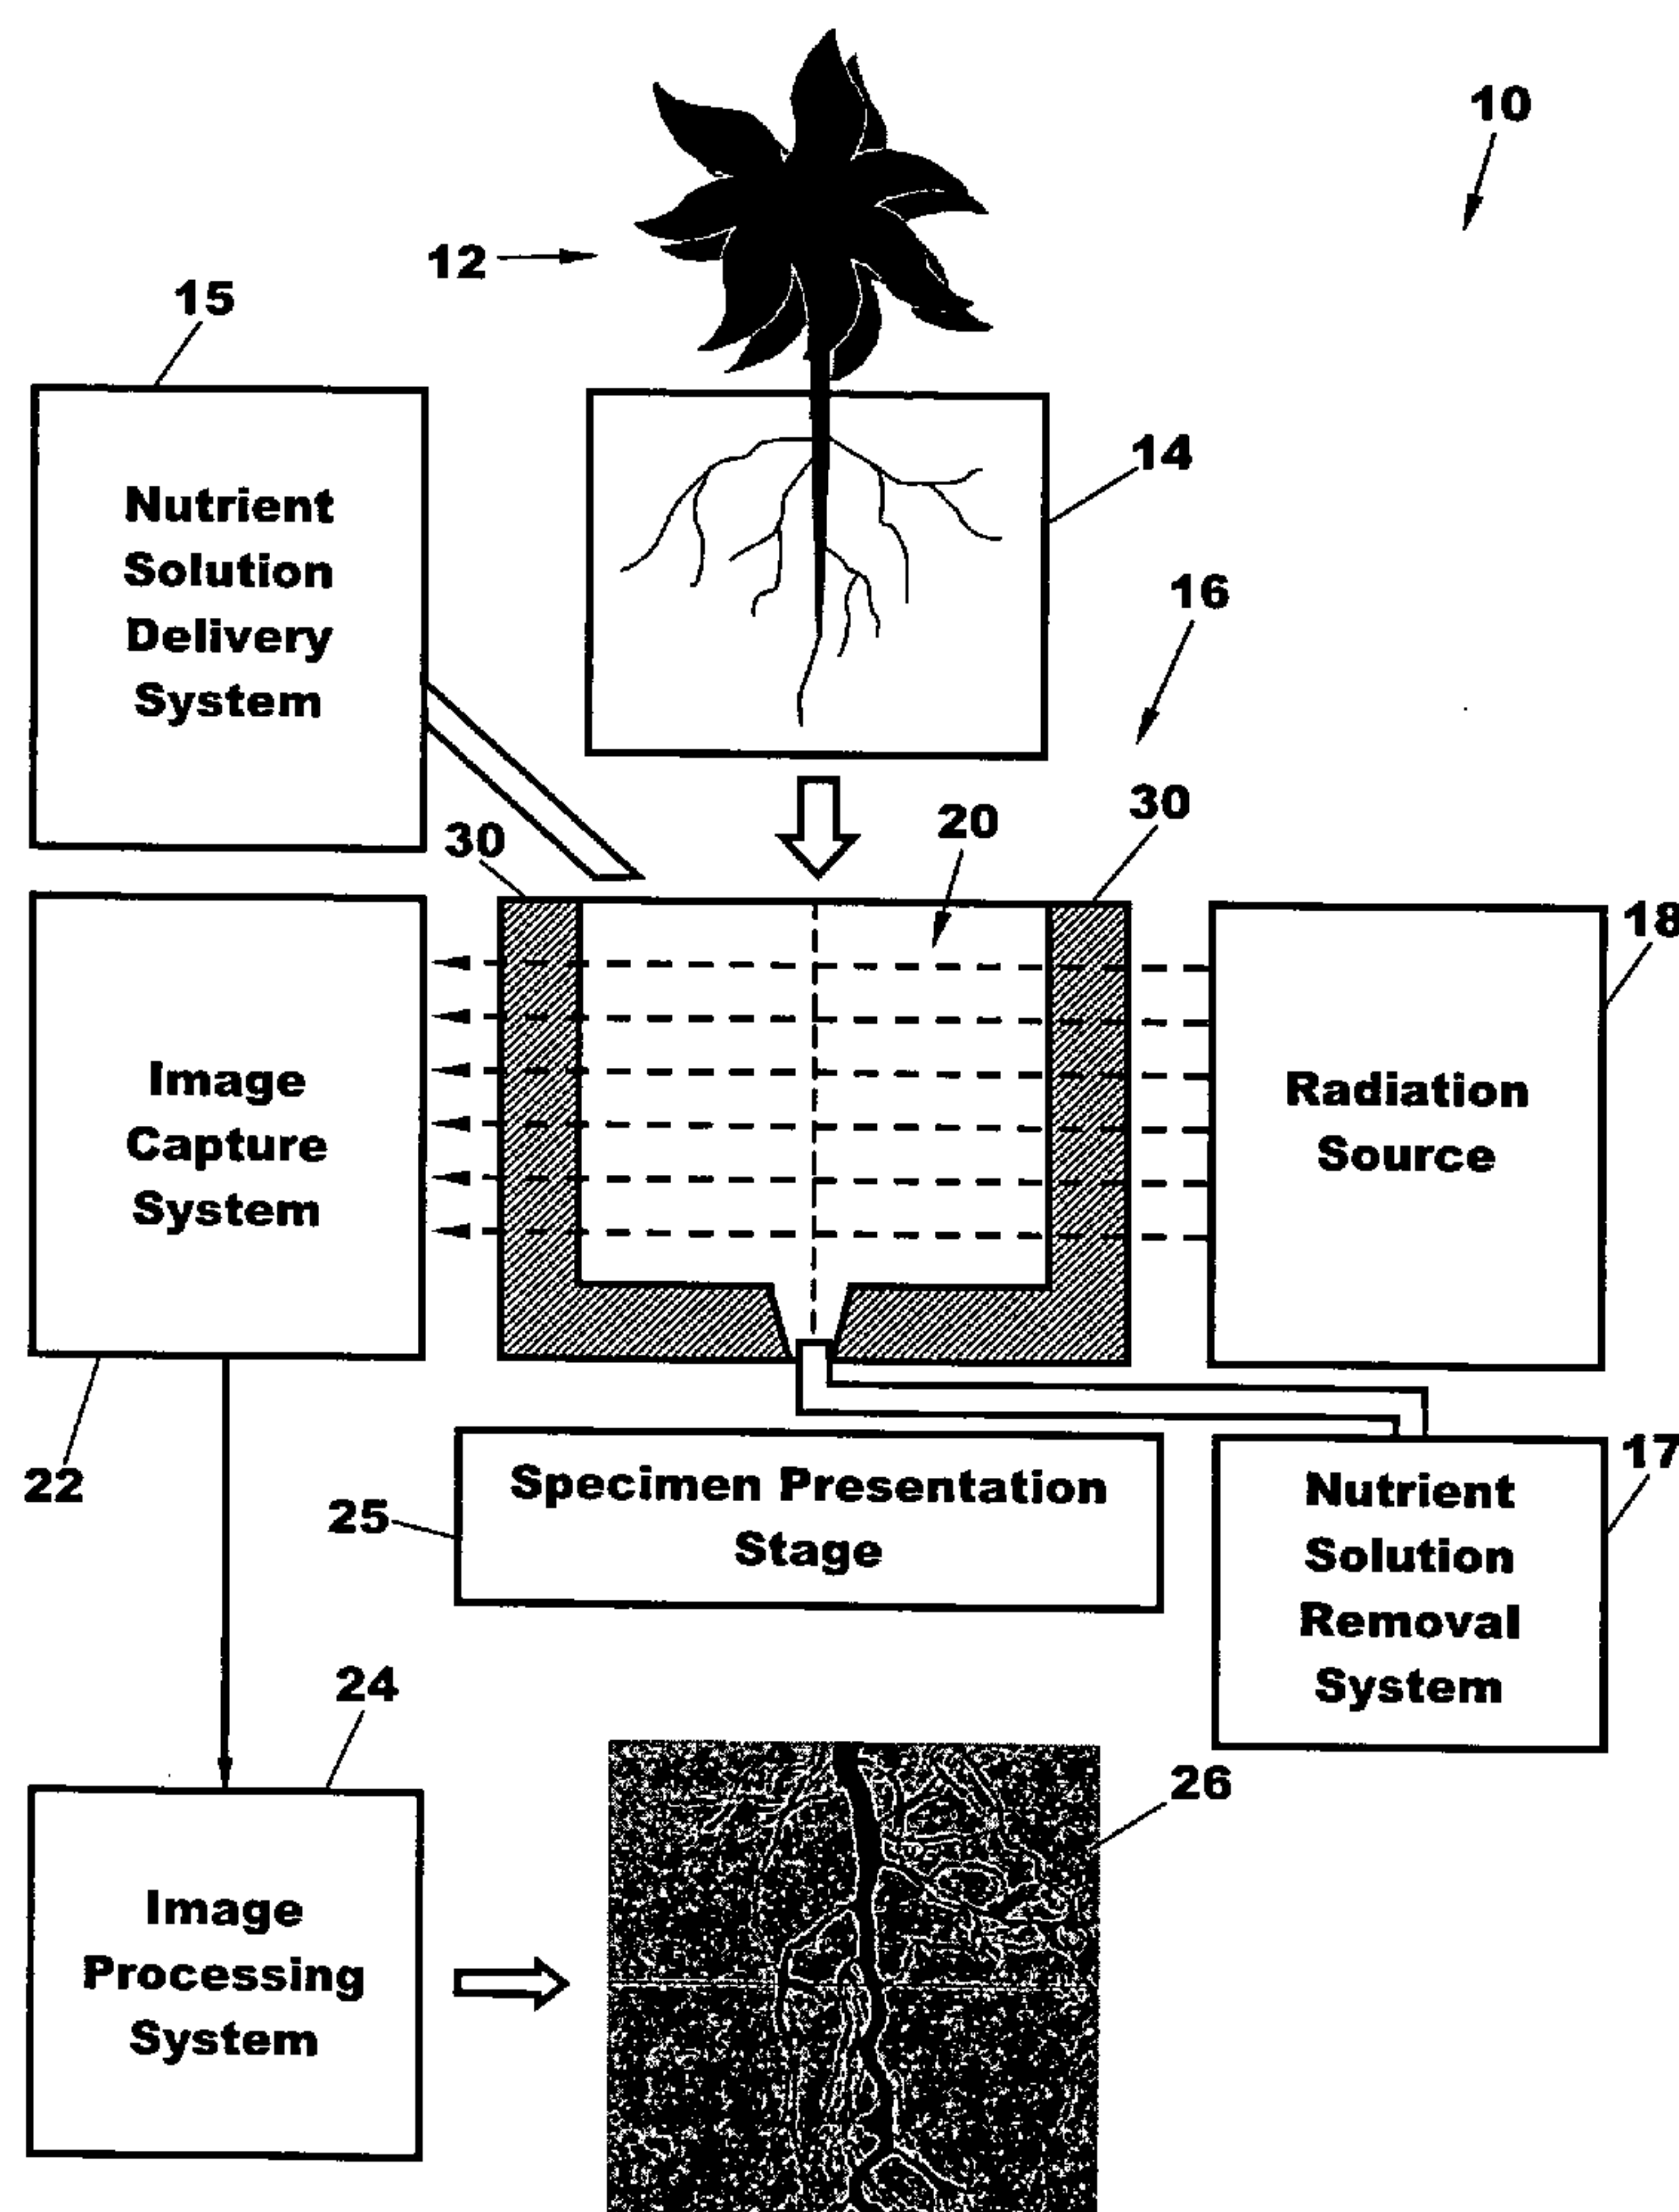 10
12
15
Nutrient
Solution
Delivery
System
14
16
30
20
30
18
Image
Capture
System
Radiation
Source
22
25
Specimen Presentation
Stage
17
Nutrient
Solution
Removal
System
24
26
Image
Processing
System